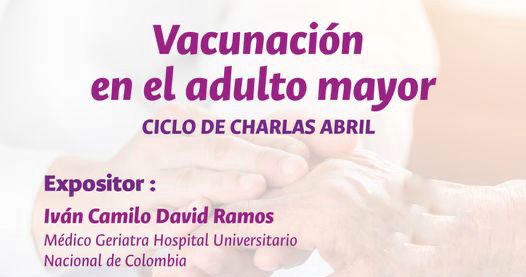 Vacunación
en el adulto mayor
CICLO DE CHARLAS ABRIL
Expositor :
Iván Camilo David Ramos
Médico Geriatra Hospital Universitario
Nacional de Colombia